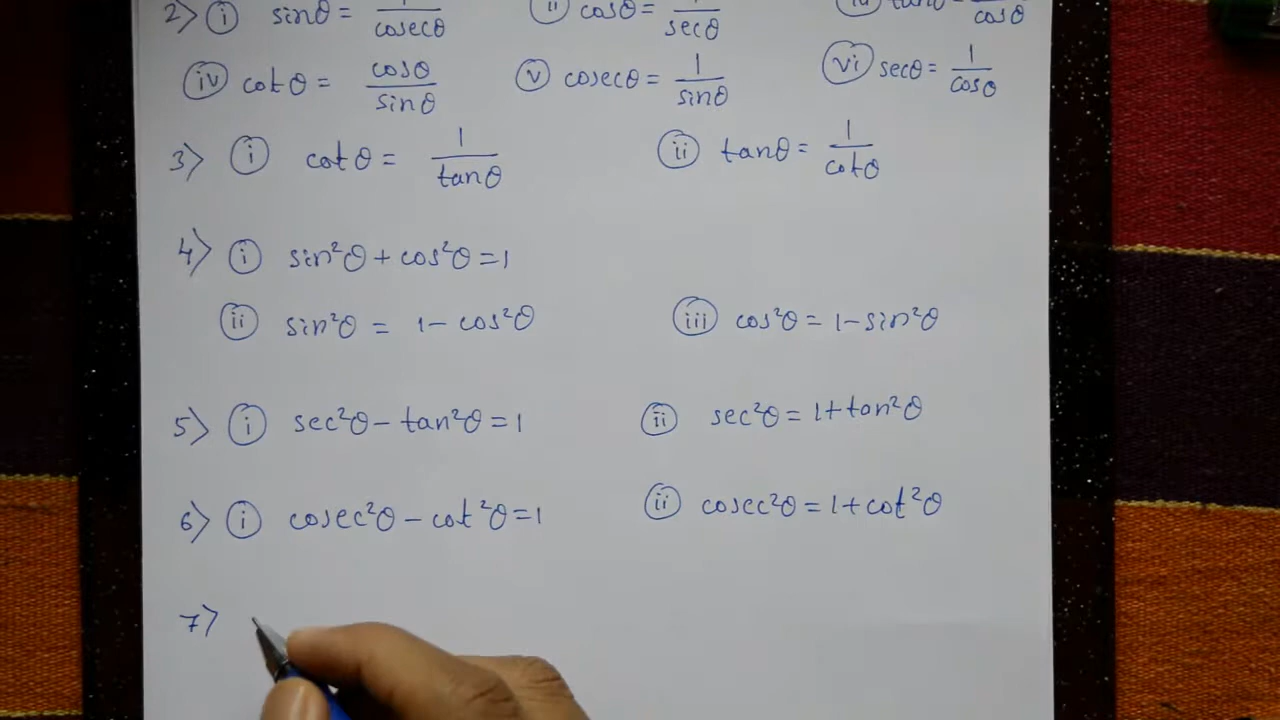 2) i sinθ = 1/cosecθ ii cosθ = 1/secθ cosθ
iv cotθ = cosθ/sinθ v cosecθ = 1/sinθ vi secθ = 1/cosθ
3) i cotθ = 1/tanθ ii tanθ = 1/cotθ
4) i sin²θ + cos²θ = 1
ii sin²θ = 1 - cos²θ iii cos²θ = 1 - sin²θ
5) i sec²θ - tan²θ = 1 ii sec²θ = 1 + tan²θ
6) i cosec²θ - cot²θ = 1 ii cosec²θ = 1 + cot²θ
7)